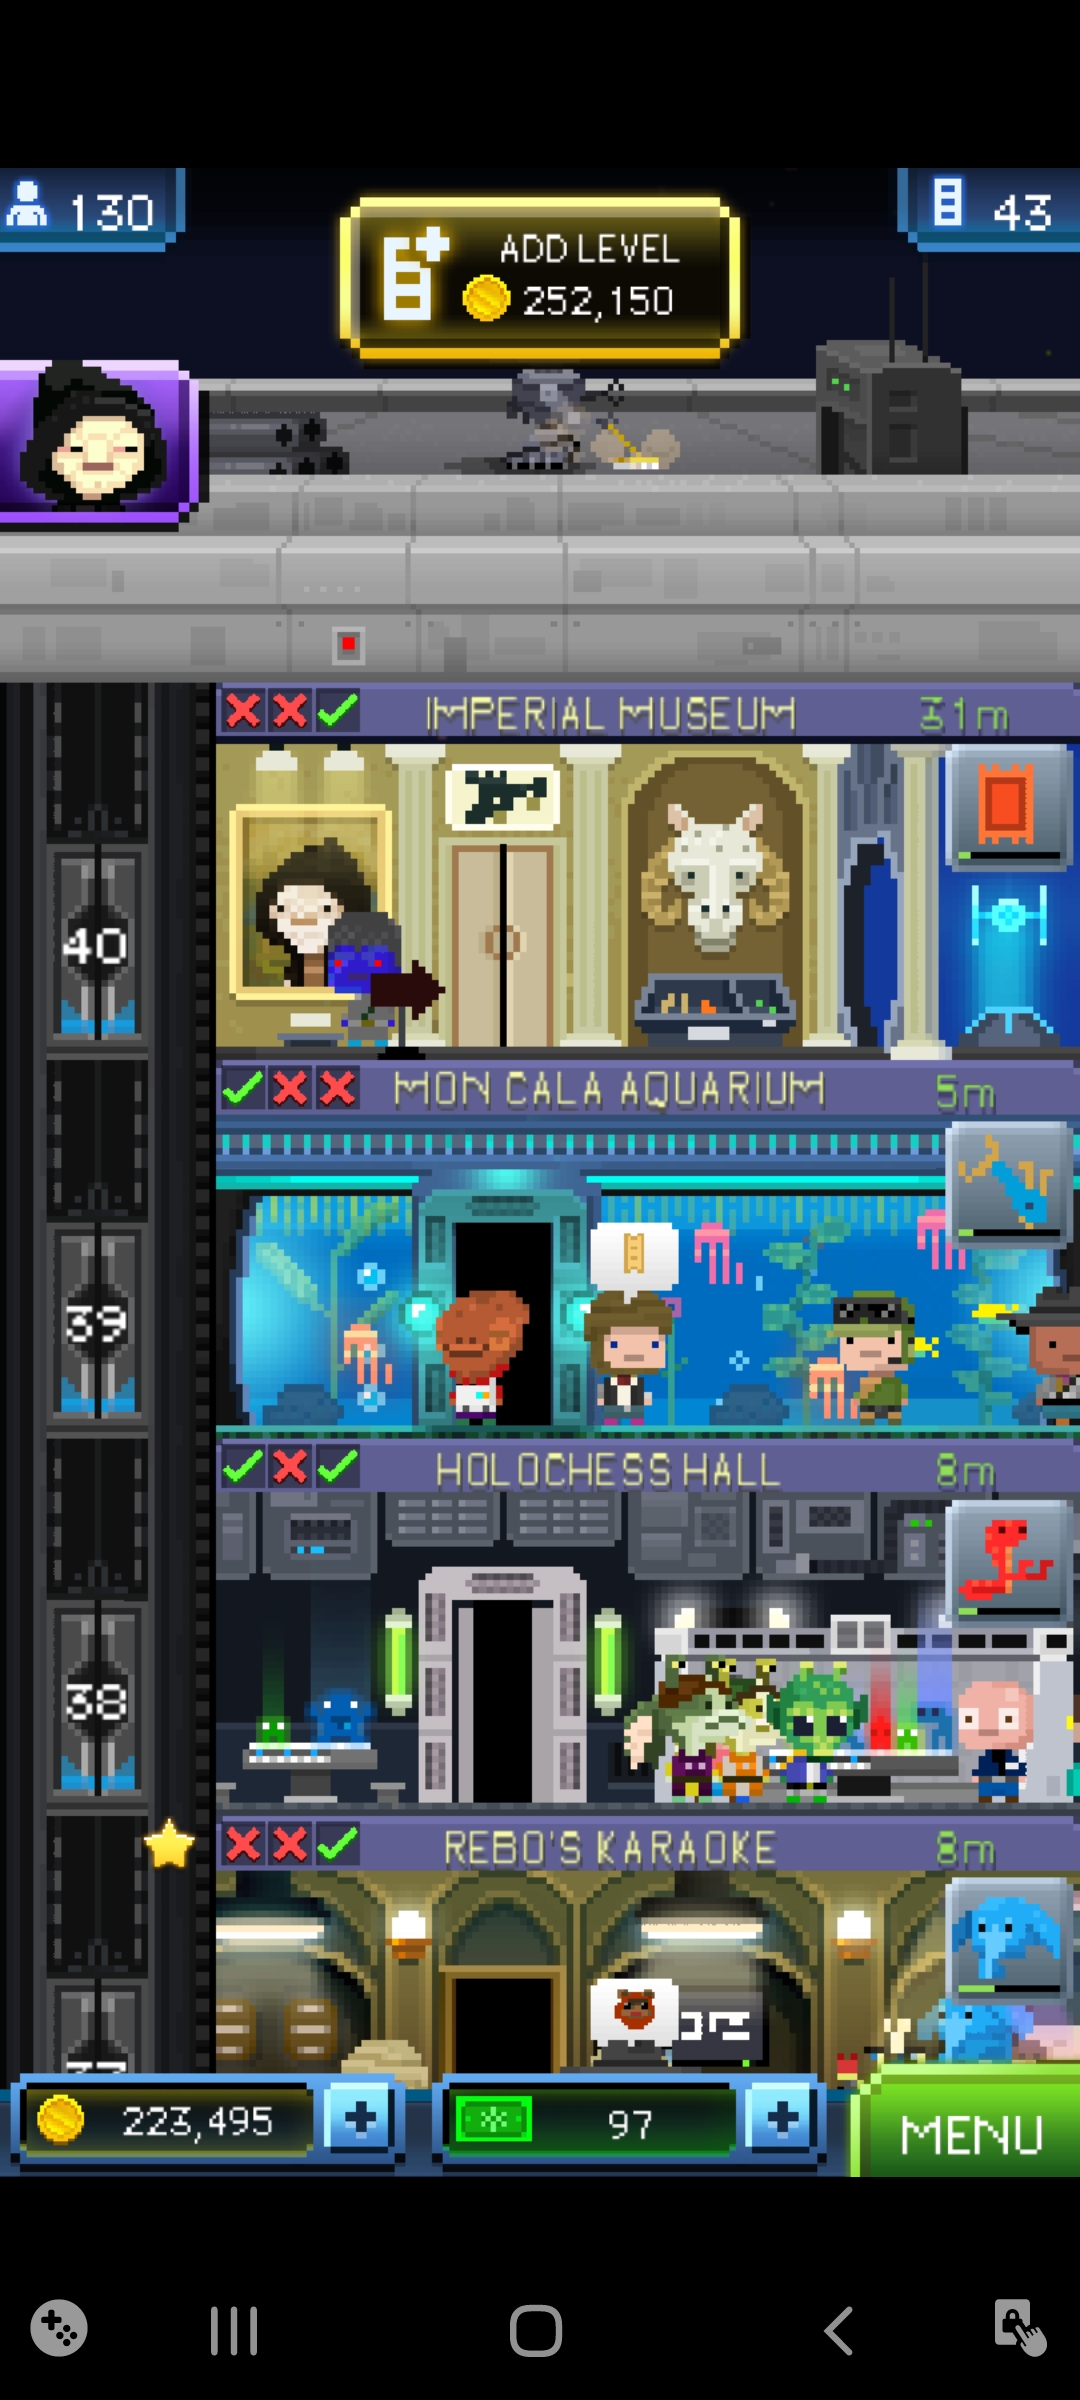 130
ADD LEVEL
252,150
43
IMPERIAL MUSEUM 31m
40
MON CALA AQUARIUM 5m
39
HOLOCHESS HALL 8m
38
REBO'S KARAOKE 8m
37
223,495
97
MENU